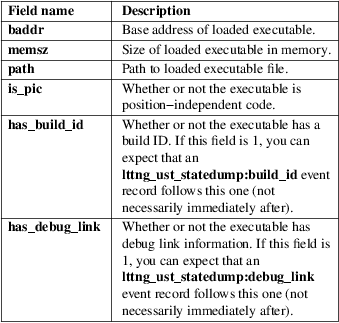 Field name Description
baddr Base address of loaded executable.
memsz Size of loaded executable in memory.
path Path to loaded executable file.
is_pic Whether or not the executable is
position−independent code.
has_build_id Whether or not the executable has a
build ID. If this field is 1, you can
expect that an
lttng_ust_statedump:build_id event
record follows this one (not
necessarily immediately after).
has_debug_link Whether or not the executable has
debug link information. If this field is
1, you can expect that an
lttng_ust_statedump:debug_link
event record follows this one (not
necessarily immediately after).